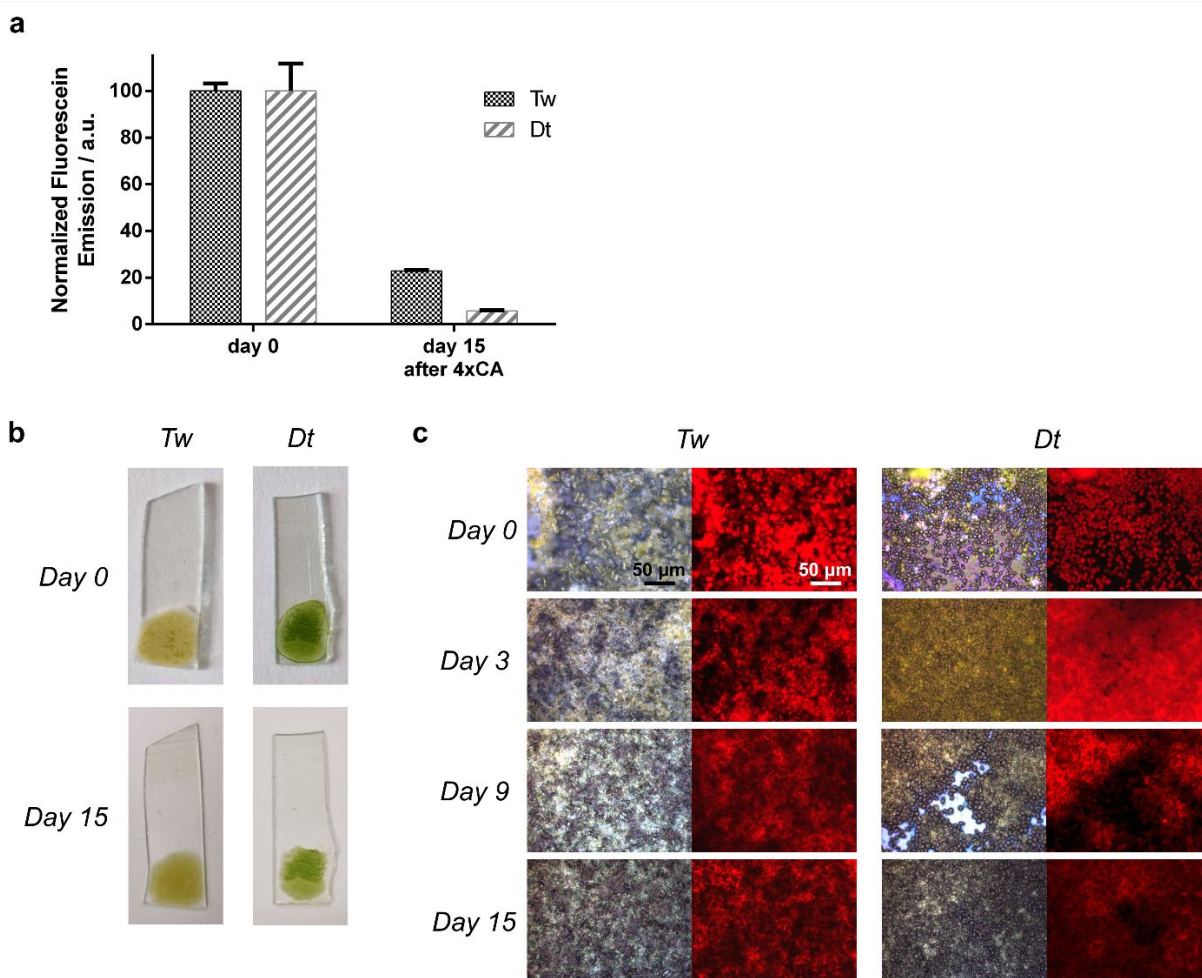 a
Normalized Fluorescein
Emission / a.u.
100
80
60
40
20
0
day 0
day 15
after 4xCA
Tw
Dt
b
Tw
Dt
Day 0
Day 15
c
Tw
Dt
Day 0
50 µm
50 µm
Day 3
Day 9
Day 15